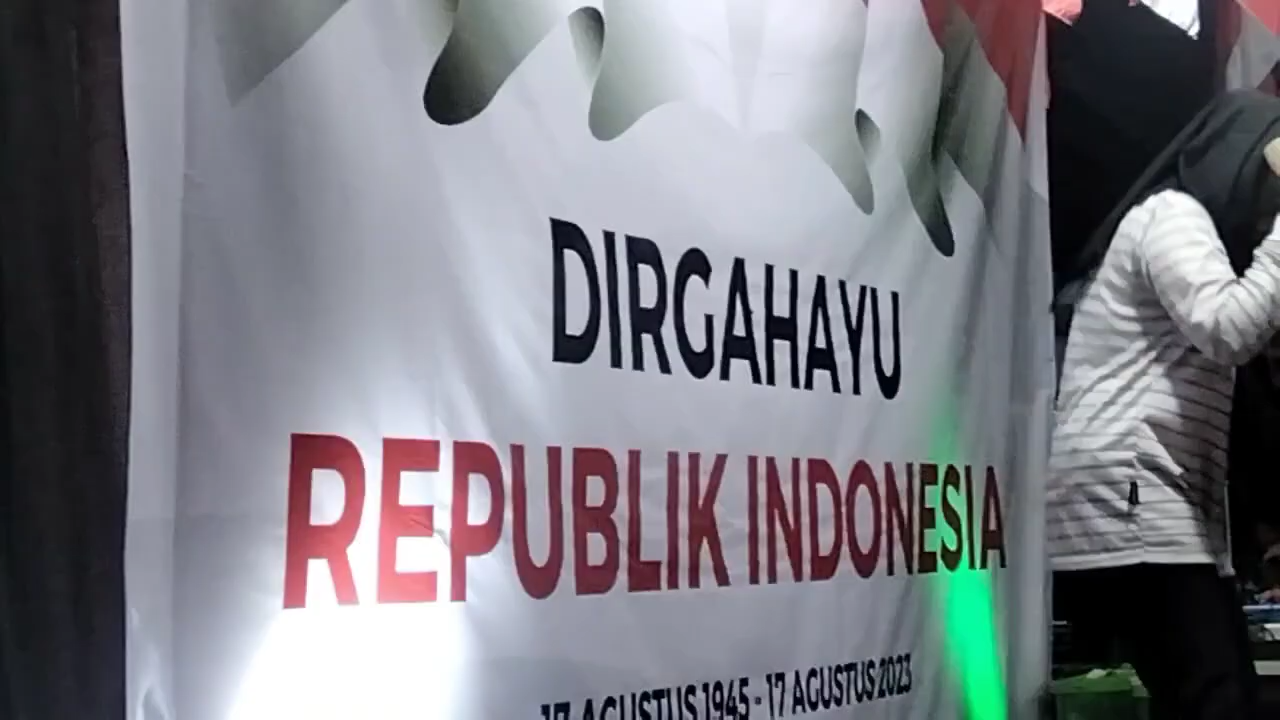 DIRGAHAYU
REPUBLIK INDONESIA
17 AGUSTUS 1945 - 17 AGUSTUS 2023